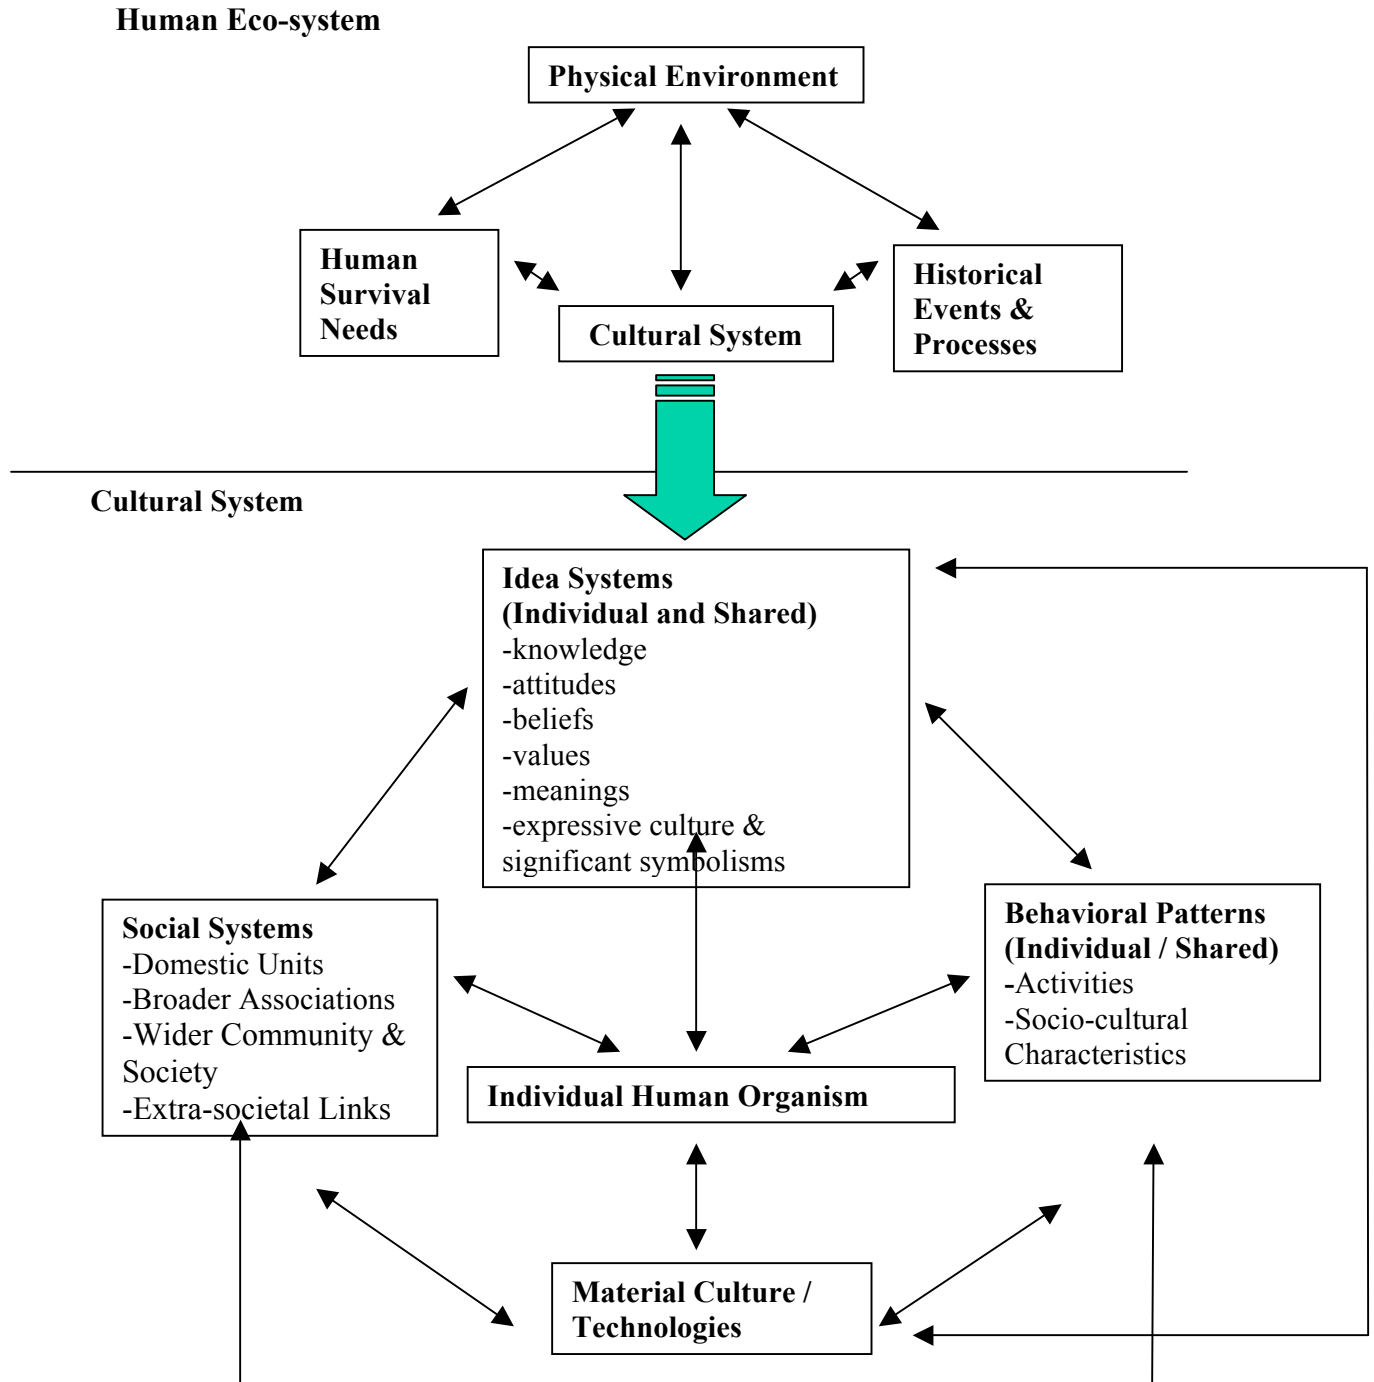 Human Eco-system
Physical Environment
Human
Survival
Needs
Cultural System
Historical
Events &
Processes
Cultural System
Idea Systems
(Individual and Shared)
-knowledge
-attitudes
-beliefs
-values
-meanings
-expressive culture &
significant symbolisms
Social Systems
-Domestic Units
-Broader Associations
-Wider Community &
Society
-Extra-societal Links
Behavioral Patterns
(Individual / Shared)
-Activities
-Socio-cultural
Characteristics
Individual Human Organism
Material Culture /
Technologies